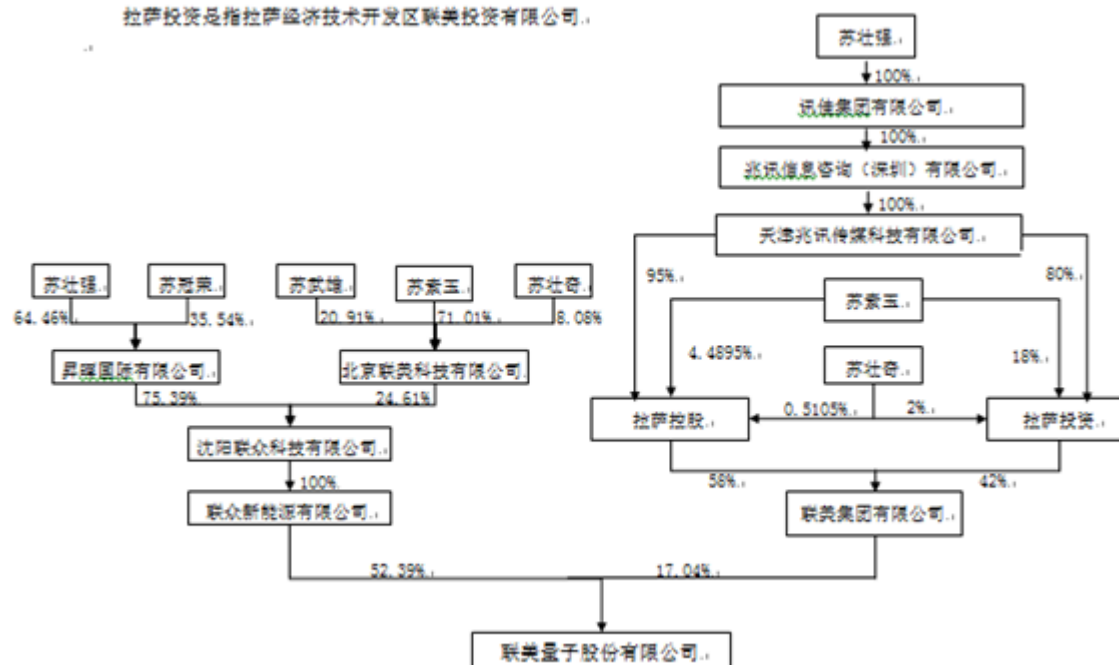 拉萨投资是指拉萨经济技术开发区联美投资有限公司.
苏壮强.
100%.
讯佳集团有限公司.
100%.
兆讯信息咨询（深圳）有限公司.
100%.
天津兆讯传媒科技有限公司.
95%.
80%.
苏壮强.
苏冠荣.
苏武雄.
苏素玉.
苏壮奇.
苏素玉.
64.46%.
35.54%.
20.91%.
71.01%.
8.08%
4.4895%.
18%.
苏壮奇.
昇晖国际有限公司.
北京联美科技有限公司.
75.39%.
24.61%
0.5105%.
2%.
拉萨控股.
拉萨投资.
沈阳联众科技有限公司.
58%.
42%.
100%.
联众新能源有限公司.
联美集团有限公司.
52.39%.
17.04%.
联美量子股份有限公司.